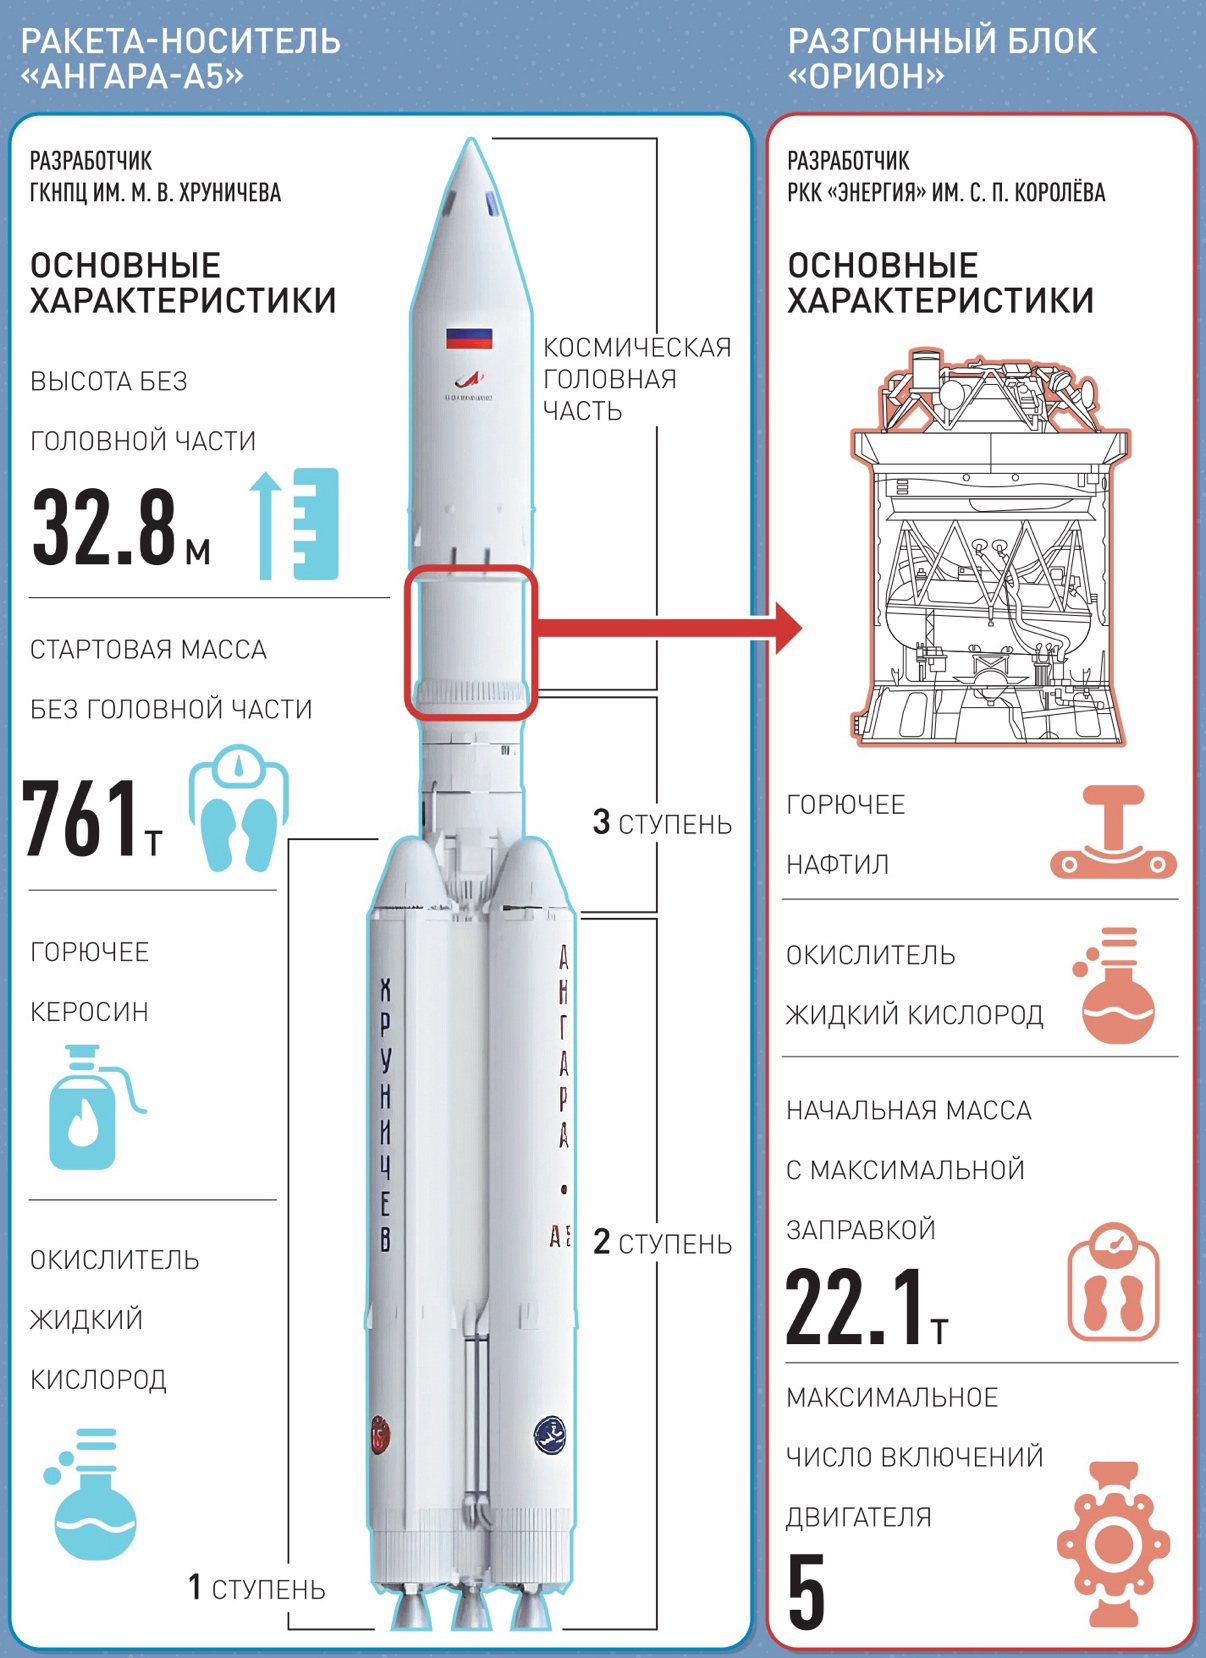 РАКЕТА-НОСИТЕЛЬ
«АНГАРА-А5»
РАЗРАБОТЧИК
ГКНПЦ ИМ. М. В. ХРУНИЧЕВА
ОСНОВНЫЕ
ХАРАКТЕРИСТИКИ
ВЫСОТА БЕЗ
ГОЛОВНОЙ ЧАСТИ
32.8 м
СТАРТОВАЯ МАССА
БЕЗ ГОЛОВНОЙ ЧАСТИ
761 т
ГОРЮЧЕЕ
КЕРОСИН
ОКИСЛИТЕЛЬ
ЖИДКИЙ
КИСЛОРОД
КОСМИЧЕСКАЯ
ГОЛОВНАЯ
ЧАСТЬ
3 СТУПЕНЬ
2 СТУПЕНЬ
1 СТУПЕНЬ
ХРУНИЧЕВ
АНГАРА • А5
РАЗГОННЫЙ БЛОК
«ОРИОН»
РАЗРАБОТЧИК
РКК «ЭНЕРГИЯ» ИМ. С. П. КОРОЛЁВА
ОСНОВНЫЕ
ХАРАКТЕРИСТИКИ
ГОРЮЧЕЕ
НАФТИЛ
ОКИСЛИТЕЛЬ
ЖИДКИЙ КИСЛОРОД
НАЧАЛЬНАЯ МАССА
С МАКСИМАЛЬНОЙ
ЗАПРАВКОЙ
22.1 т
МАКСИМАЛЬНОЕ
ЧИСЛО ВКЛЮЧЕНИЙ
ДВИГАТЕЛЯ
5